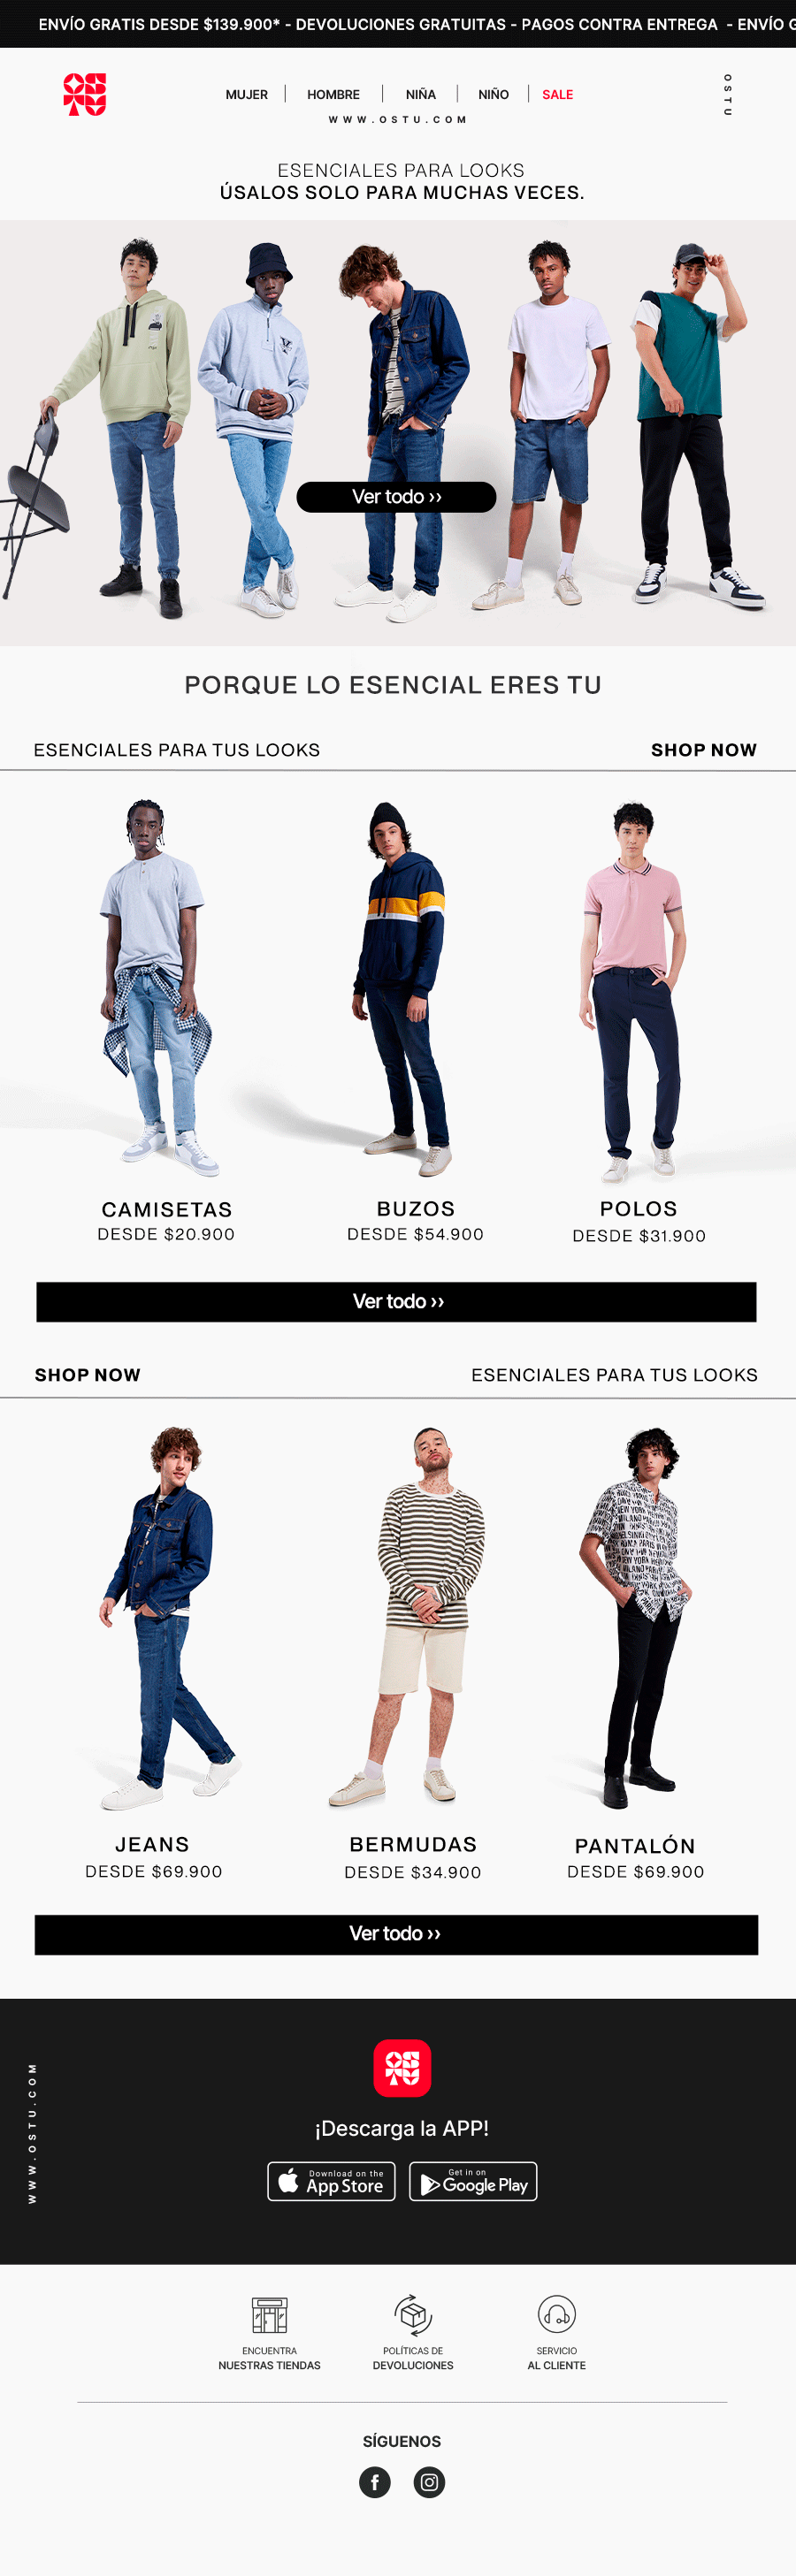 ENVÍO GRATIS DESDE $139.900* - DEVOLUCIONES GRATUITAS - PAGOS CONTRA ENTREGA - ENVÍO G
OSTU
MUJER | HOMBRE | NIÑA | NIÑO | SALE
OSTU
WWW.OSTU.COM
ESENCIALES PARA LOOKS
ÚSALOS SOLO PARA MUCHAS VECES.
Ver todo ››
PORQUE LO ESENCIAL ERES TU
ESENCIALES PARA TUS LOOKS
SHOP NOW
CAMISETAS
DESDE $20.900
BUZOS
DESDE $54.900
POLOS
DESDE $31.900
Ver todo ››
SHOP NOW
ESENCIALES PARA TUS LOOKS
JEANS
DESDE $69.900
BERMUDAS
DESDE $34.900
PANTALÓN
DESDE $69.900
Ver todo ››
WWW.OSTU.COM
OSTU
¡Descarga la APP!
Download on the
App Store
Get in on
Google Play
ENCUENTRA
NUESTRAS TIENDAS
POLÍTICAS DE
DEVOLUCIONES
SERVICIO
AL CLIENTE
SÍGUENOS